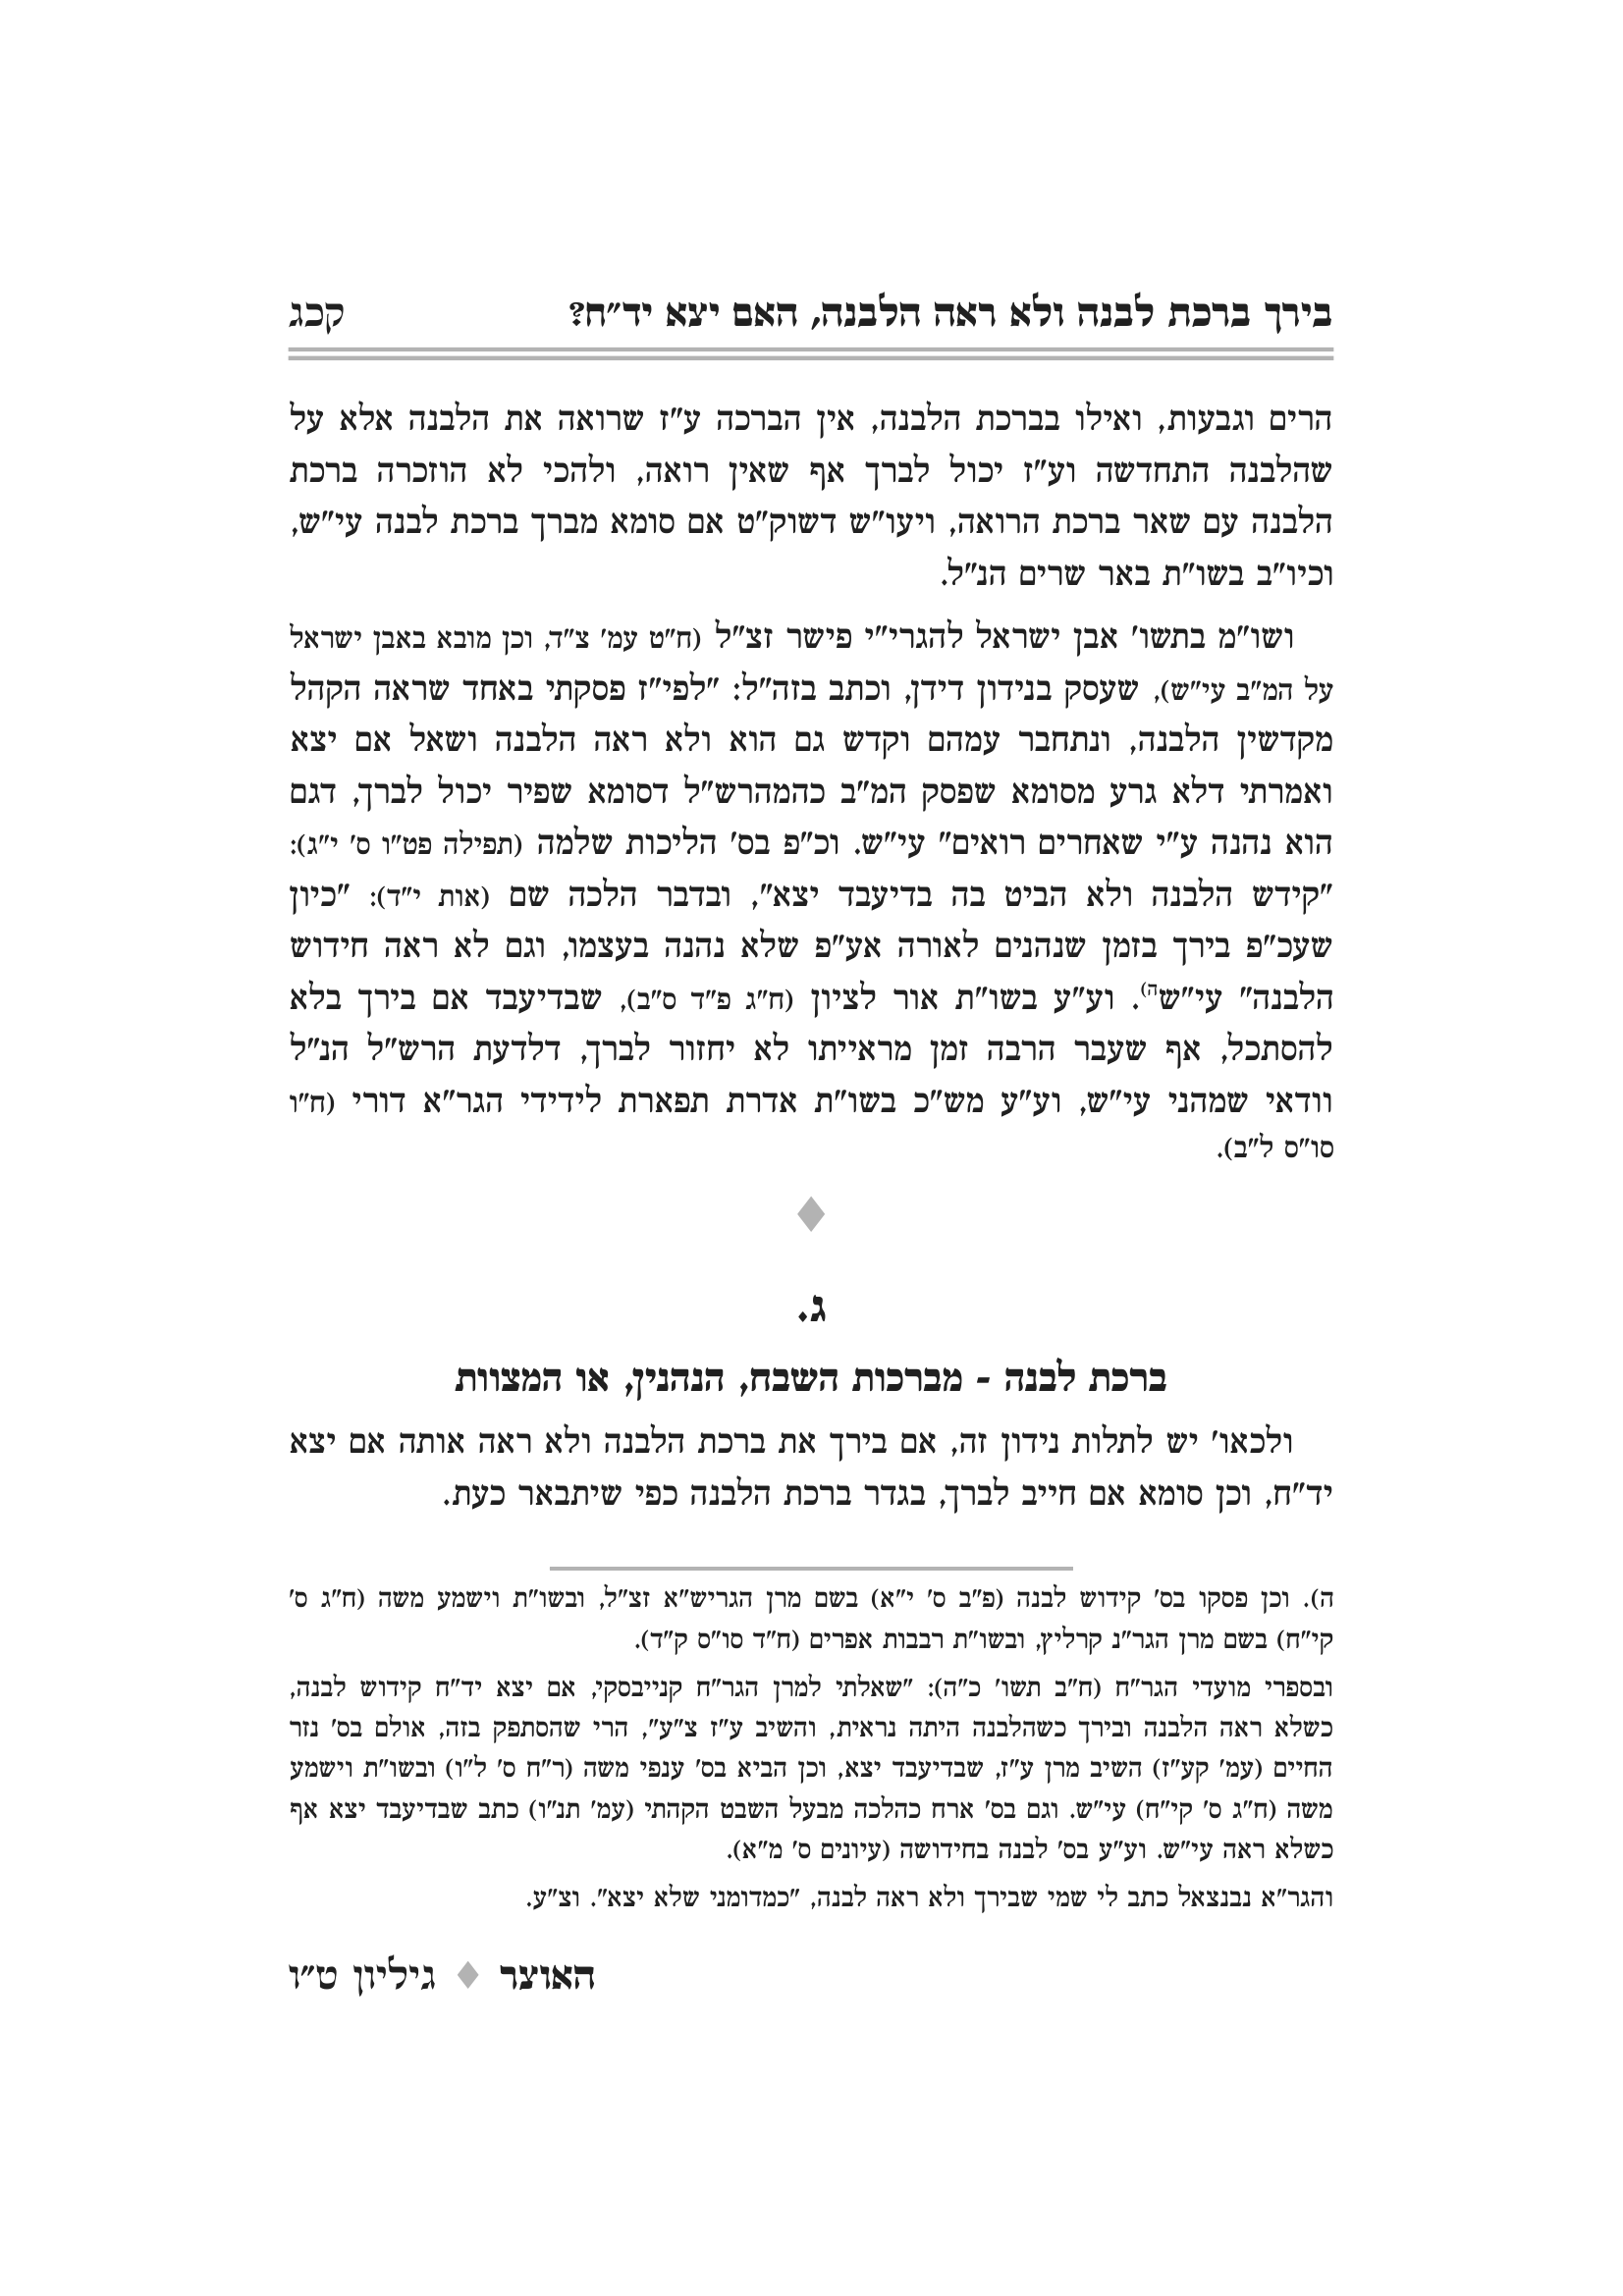 בירך ברכת לבנה ולא ראה הלבנה, האם יצא יד״ח? קכג
הרים וגבעות, ואילו בברכת הלבנה, אין הברכה ע"ז שרואה את הלבנה אלא על
שהלבנה התחדשה וע"ז יכול לברך אף שאין רואה, ולהכי לא הוזכרה ברכת
הלבנה עם שאר ברכת הרואה, ויעו"ש דשוק"ט אם סומא מברך ברכת לבנה עי"ש,
וכיו"ב בשו"ת באר שרים הנ"ל.
ושו"מ בתשו' אבן ישראל להגרי"י פישר זצ"ל (ח"ט עמ' צ"ד, וכן מובא באבן ישראל
על המ"ב עי"ש), שעסק בנידון דידן, וכתב בזה"ל: "לפי"ז פסקתי באחד שראה הקהל
מקדשין הלבנה, ונתחבר עמהם וקדש גם הוא ולא ראה הלבנה ושאל אם יצא
ואמרתי דלא גרע מסומא שפסק המ"ב כהמהרש"ל דסומא שפיר יכול לברך, דגם
הוא נהנה ע"י שאחרים רואים" עי"ש. וכ"פ בס' הליכות שלמה (תפילה פט"ו ס' י"ג):
"קידש הלבנה ולא הביט בה בדיעבד יצא", ובדבר הלכה שם (אות י"ד): "כיון
שעכ"פ בירך בזמן שנהנים לאורה אע"פ שלא נהנה בעצמו, וגם לא ראה חידוש
הלבנה" עי"שה). וע"ע בשו"ת אור לציון (ח"ג פ"ד ס"ב), שבדיעבד אם בירך בלא
להסתכל, אף שעבר הרבה זמן מראייתו לא יחזור לברך, דלדעת הרש"ל הנ"ל
וודאי שמהני עי"ש, וע"ע מש"כ בשו"ת אדרת תפארת לידידי הגר"א דורי (ח"ו
סו"ס ל"ב).
ג.
ברכת לבנה - מברכות השבח, הנהנין, או המצוות
ולכאו' יש לתלות נידון זה, אם בירך את ברכת הלבנה ולא ראה אותה אם יצא
יד"ח, וכן סומא אם חייב לברך, בגדר ברכת הלבנה כפי שיתבאר כעת.
ה). וכן פסקו בס' קידוש לבנה (פ"ב ס' י"א) בשם מרן הגריש"א זצ"ל, ובשו"ת וישמע משה (ח"ג ס'
קי"ח) בשם מרן הגר"נ קרליץ, ובשו"ת רבבות אפרים (ח"ד סו"ס ק"ד).
ובספרי מועדי הגר"ח (ח"ב תשו' כ"ה): "שאלתי למרן הגר"ח קנייבסקי, אם יצא יד"ח קידוש לבנה,
כשלא ראה הלבנה ובירך כשהלבנה היתה נראית, והשיב ע"ז צ"ע", הרי שהסתפק בזה, אולם בס' נזר
החיים (עמ' קע"ז) השיב מרן ע"ז, שבדיעבד יצא, וכן הביא בס' ענפי משה (ר"ח ס' ל"ו) ובשו"ת וישמע
משה (ח"ג ס' קי"ח) עי"ש. וגם בס' ארח כהלכה מבעל השבט הקהתי (עמ' תנ"ו) כתב שבדיעבד יצא אף
כשלא ראה עי"ש. וע"ע בס' לבנה בחידושה (עיונים ס' מ"א).
והגר"א נבנצאל כתב לי שמי שבירך ולא ראה לבנה, "כמדומני שלא יצא". וצ"ע.
האוצר ♦ גיליון ט״ו